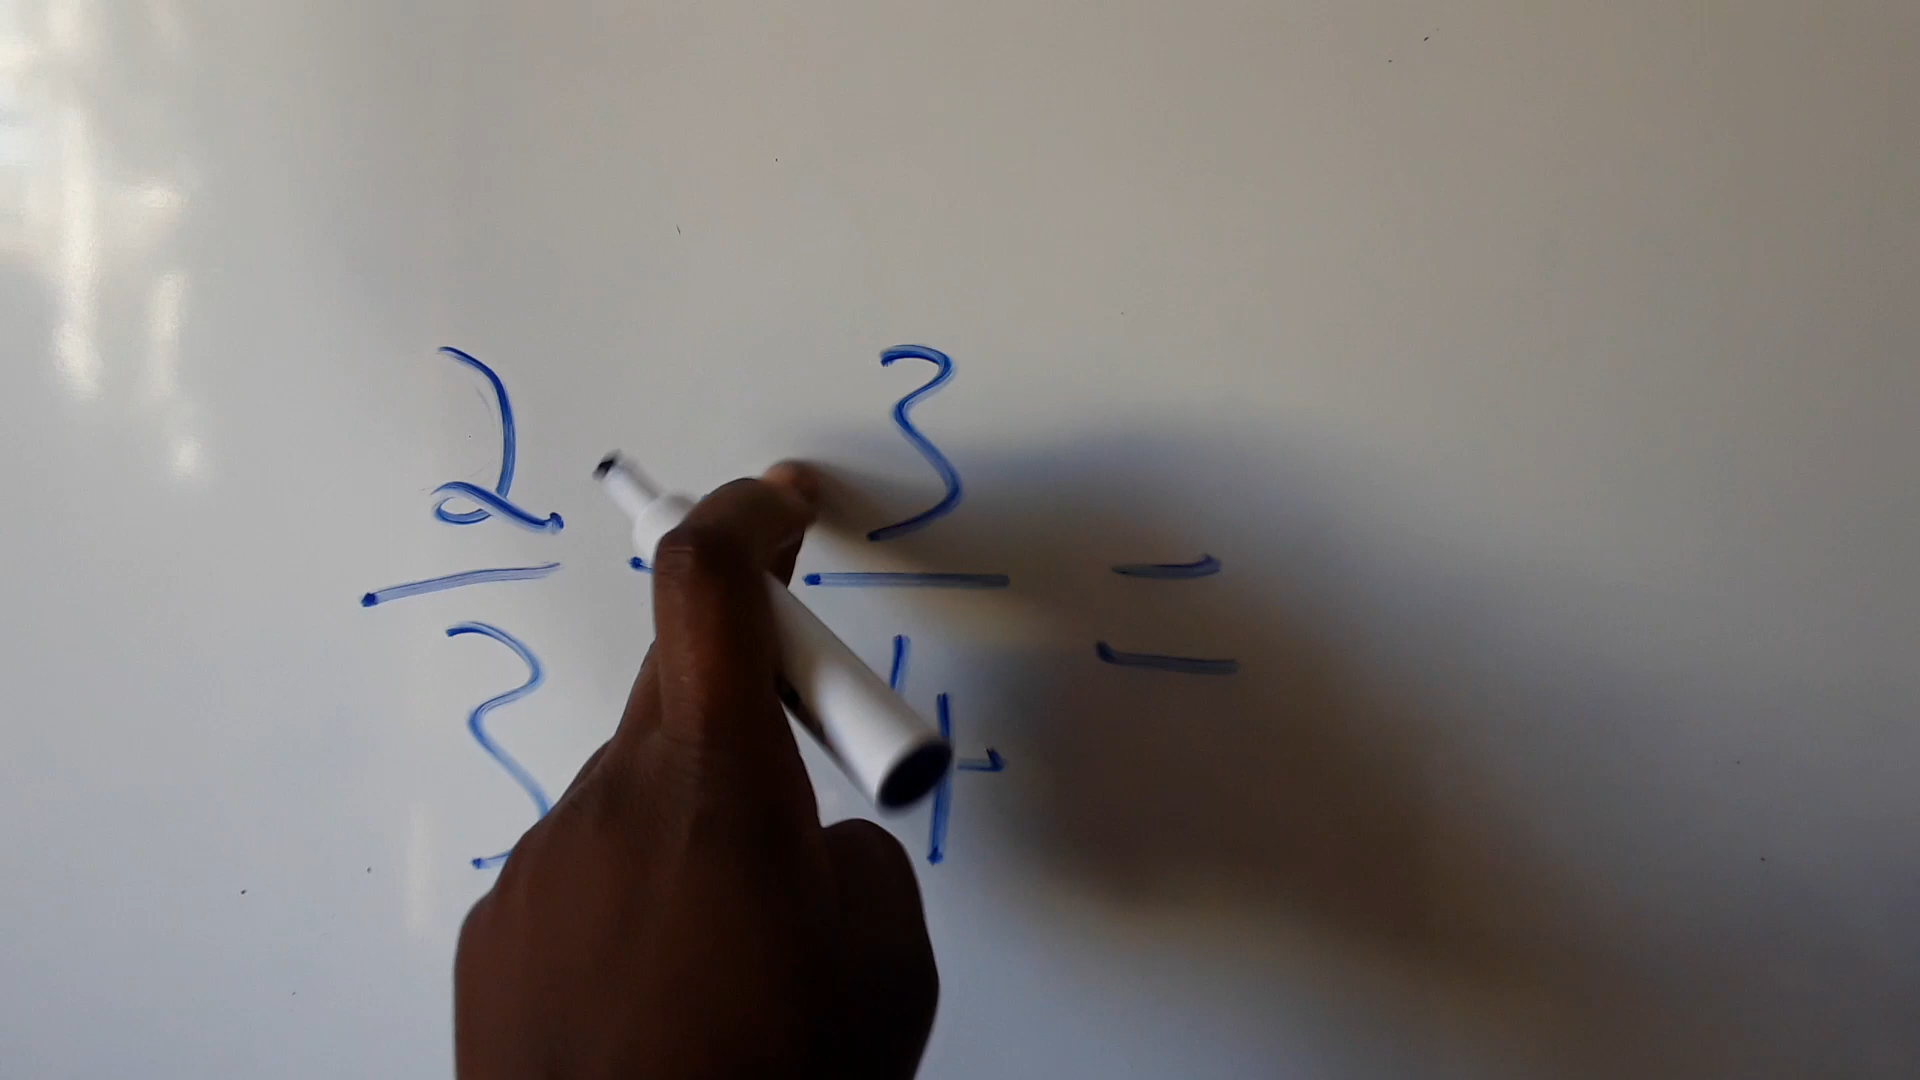 2 3
— — =
3 4